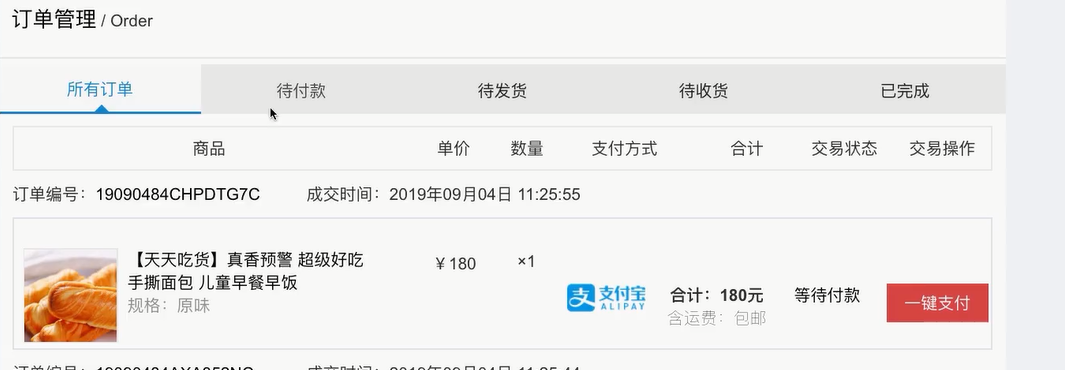 订单管理 / Order
所有订单 待付款 待发货 待收货 已完成
商品 单价 数量 支付方式 合计 交易状态 交易操作
订单编号：19090484CHPDTG7C 成交时间：2019年09月04日 11:25:55
【天天吃货】真香预警 超级好吃 ￥180 ×1
手撕面包 儿童早餐早饭
规格：原味
支付宝 合计：180元 等待付款 一键支付
ALIPAY 含运费：包邮